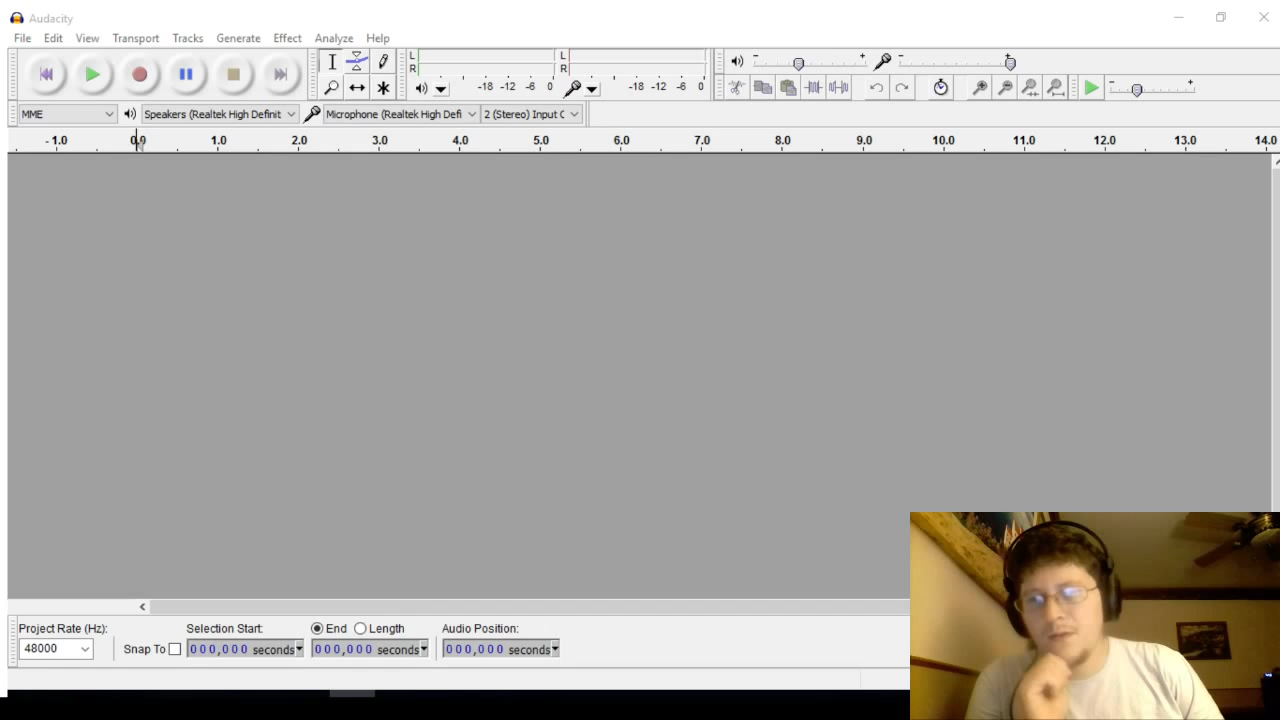 Audacity
File Edit View Transport Tracks Generate Effect Analyze Help
L
R
-18 -12 -6 0
L
R
-18 -12 -6 0
MME
Speakers (Realtek High Definit
Microphone (Realtek High Defi
2 (Stereo) Input C
- 1.0 0.0 1.0 2.0 3.0 4.0 5.0 6.0 7.0 8.0 9.0 10.0 11.0 12.0 13.0 14.0
Project Rate (Hz):
48000
Snap To
Selection Start:
000,000 seconds
End Length
000,000 seconds
Audio Position:
000,000 seconds